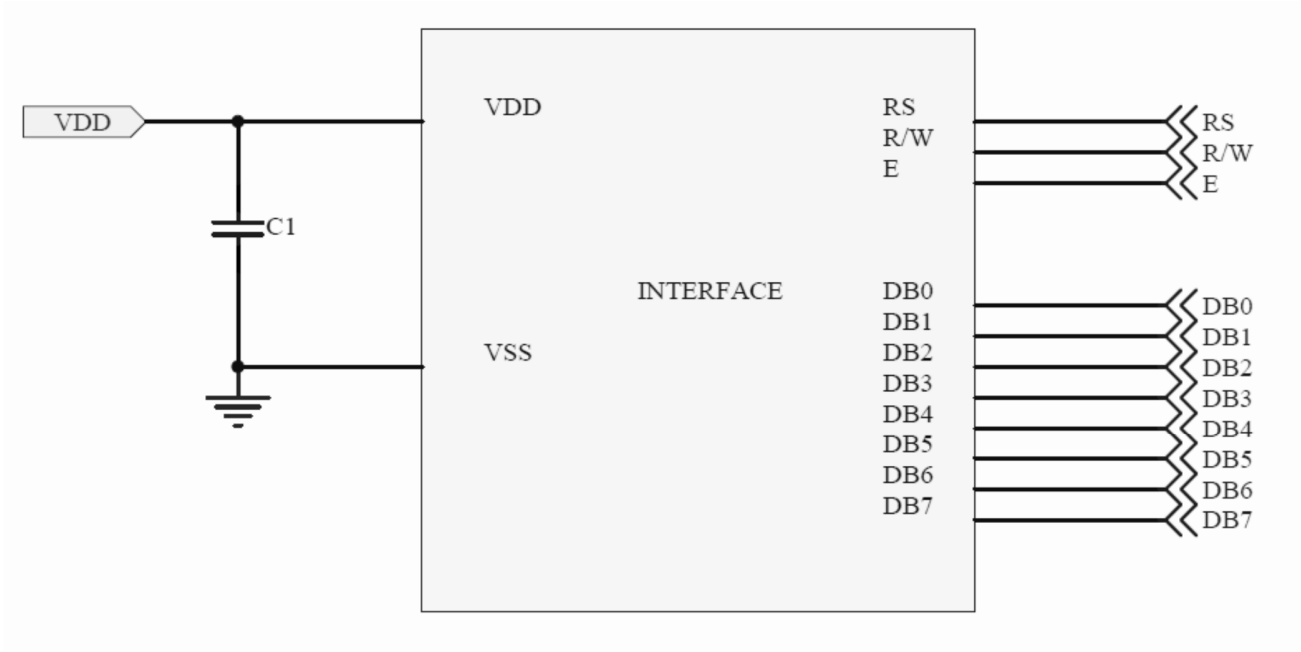 VDD RS
VDD RS
R/W R/W
E E
C1
INTERFACE DB0 DB0
DB1 DB1
VSS DB2 DB2
DB3 DB3
DB4 DB4
DB5 DB5
DB6 DB6
DB7 DB7